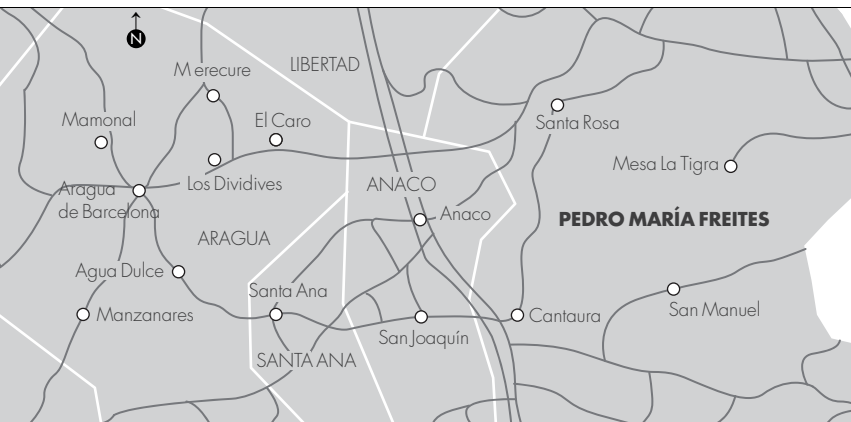 N
LIBERTAD
Merecure
Mamonal
El Caro
Santa Rosa
Mesa La Tigra
Los Dividives
ANACO
Aragua
de Barcelona
Anaco
PEDRO MARÍA FREITES
ARAGUA
Agua Dulce
Santa Ana
Manzanares
San Manuel
Cantaura
San Joaquín
SANTA ANA